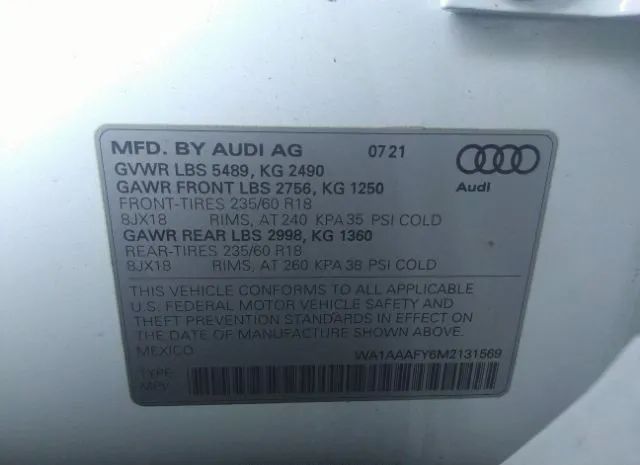 MFD. BY AUDI AG 07 21
GVWR LBS 5489, KG 2490
GAWR FRONT LBS 2756, KG 1250
FRONT-TIRES 235/60 R18
8JX18 RIMS, AT 240 KPA 35 PSI COLD
GAWR REAR LBS 2998, KG 1360
REAR-TIRES 235/60 R18
8JX18 RIMS, AT 260 KPA 38 PSI COLD
Audi
THIS VEHICLE CONFORMS TO ALL APPLICABLE
U.S. FEDERAL MOTOR VEHICLE SAFETY AND
THEFT PREVENTION STANDARDS IN EFFECT ON
THE DATE OF MANUFACTURE SHOWN ABOVE.
MEXICO WA1AAAFY6M2131569
TYPE:
MPV